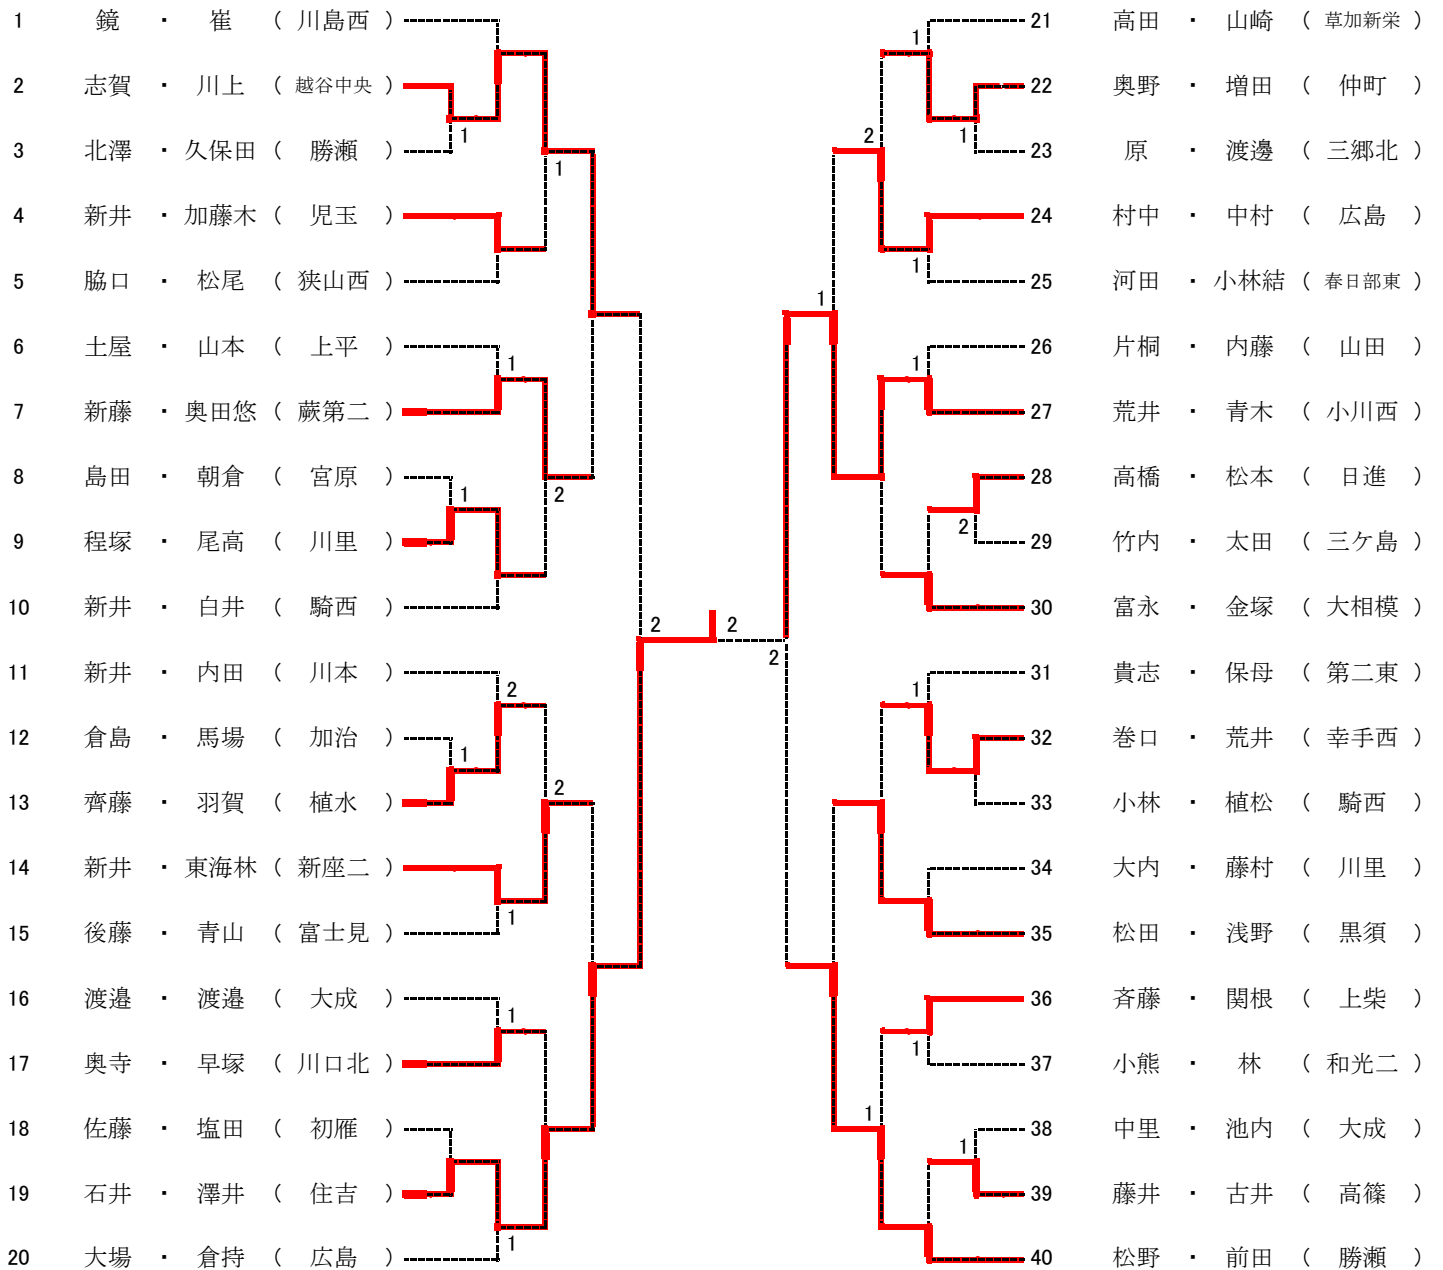 1 鏡 ・ 崔 ( 川島西 )
2 志賀 ・ 川上 ( 越谷中央 )
1
3 北澤 ・ 久保田 ( 勝瀬 )
1
4 新井 ・ 加藤木 ( 児玉 )
5 脇口 ・ 松尾 ( 狭山西 )
6 土屋 ・ 山本 ( 上平 )
1
7 新藤 ・ 奥田悠 ( 蕨第二 )
8 島田 ・ 朝倉 ( 宮原 )
1 2
9 程塚 ・ 尾高 ( 川里 )
10 新井 ・ 白井 ( 騎西 )
2 2
11 新井 ・ 内田 ( 川本 )
2
12 倉島 ・ 馬場 ( 加治 )
1
13 齊藤 ・ 羽賀 ( 植水 )
2
14 新井 ・ 東海林 ( 新座二 )
1
15 後藤 ・ 青山 ( 富士見 )
16 渡邉 ・ 渡邉 ( 大成 )
1
17 奥寺 ・ 早塚 ( 川口北 )
18 佐藤 ・ 塩田 ( 初雁 )
19 石井 ・ 澤井 ( 住吉 )
1
20 大場 ・ 倉持 ( 広島 )
21 高田 ・ 山崎 ( 草加新栄 )
1
22 奥野 ・ 増田 ( 仲町 )
2 1
23 原 ・ 渡邊 ( 三郷北 )
24 村中 ・ 中村 ( 広島 )
1
25 河田 ・ 小林結 ( 春日部東 )
1
26 片桐 ・ 内藤 ( 山田 )
1
27 荒井 ・ 青木 ( 小川西 )
28 高橋 ・ 松本 ( 日進 )
2
29 竹内 ・ 太田 ( 三ケ島 )
30 富永 ・ 金塚 ( 大相模 )
2
31 貴志 ・ 保母 ( 第二東 )
1
32 巻口 ・ 荒井 ( 幸手西 )
33 小林 ・ 植松 ( 騎西 )
34 大内 ・ 藤村 ( 川里 )
35 松田 ・ 浅野 ( 黒須 )
36 斉藤 ・ 関根 ( 上柴 )
1
37 小熊 ・ 林 ( 和光二 )
1
38 中里 ・ 池内 ( 大成 )
1
39 藤井 ・ 古井 ( 高篠 )
40 松野 ・ 前田 ( 勝瀬 )